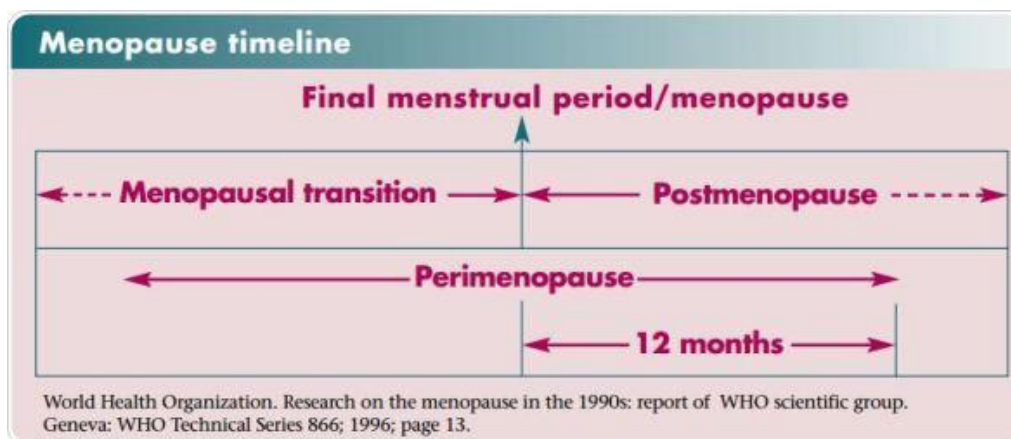 Menopause timeline
Final menstrual period/menopause
Menopausal transition
Postmenopause
Perimenopause
12 months
World Health Organization. Research on the menopause in the 1990s: report of WHO scientific group.
Geneva: WHO Technical Series 866; 1996; page 13.